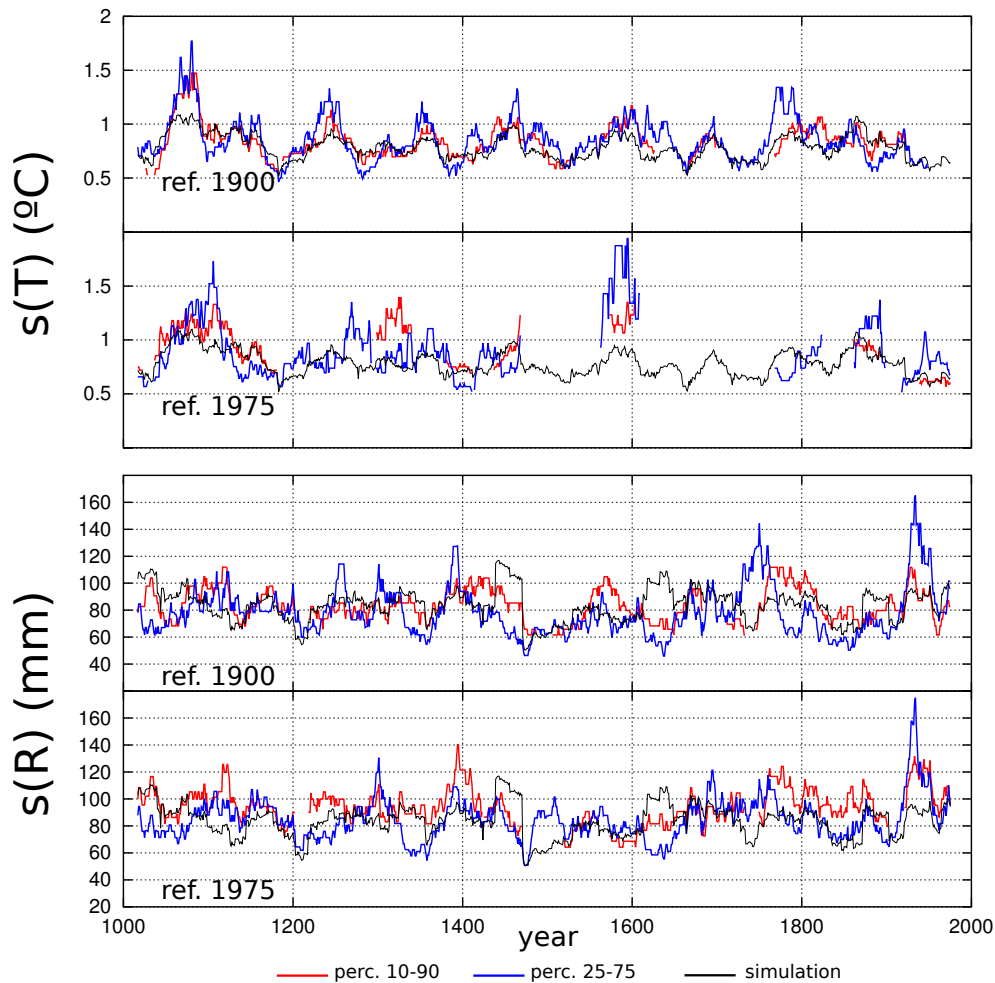 2
1.5
1
0.5
ref. 1900
s(T) (ºC)
1.5
1
0.5
ref. 1975
160
140
120
100
80
60
40
ref. 1900
s(R) (mm)
160
140
120
100
80
60
40
20
ref. 1975
1000 1200 1400 1600 1800 2000
year
perc. 10-90 perc. 25-75 simulation